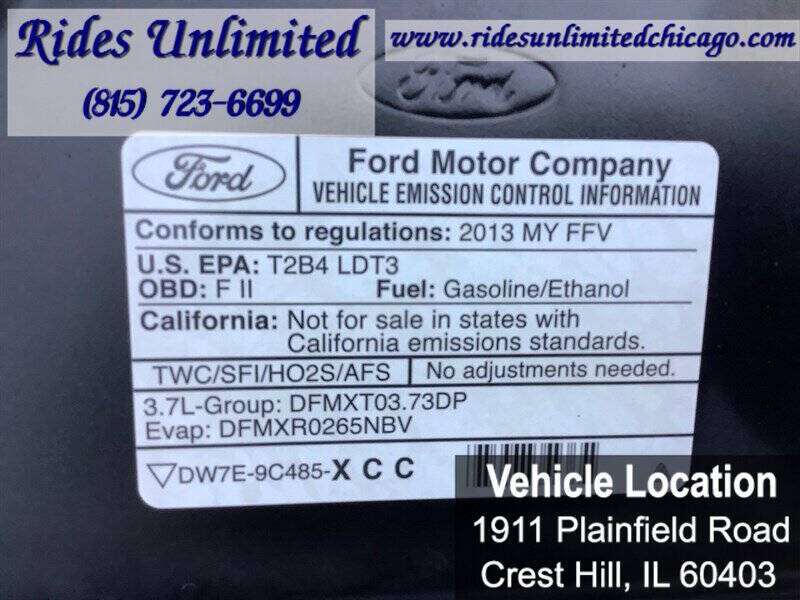 Rides Unlimited
(815) 723-6699
www.ridesunlimitedchicago.com
Ford
Ford
Ford Motor Company
VEHICLE EMISSION CONTROL INFORMATION
Conforms to regulations: 2013 MY FFV
U.S. EPA: T2B4 LDT3
OBD: F II Fuel: Gasoline/Ethanol
California: Not for sale in states with
California emissions standards.
TWC/SFI/HO2S/AFS No adjustments needed.
3.7L-Group: DFMXT03.73DP
Evap: DFMXR0265NBV
DW7E-9C485-X C C
Vehicle Location
1911 Plainfield Road
Crest Hill, IL 60403